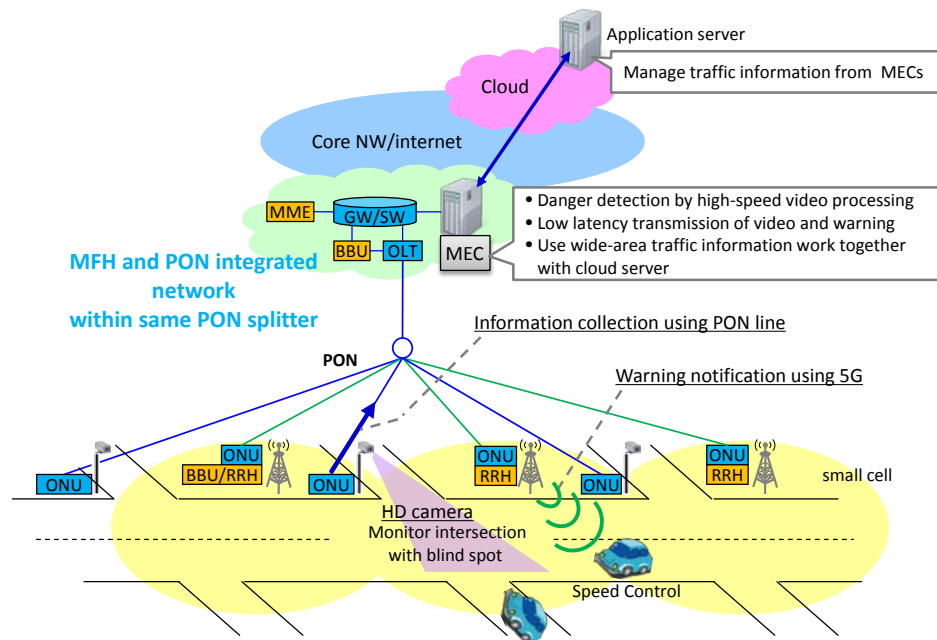 Application server
Manage traffic information from MECs
Cloud
Core NW/internet
MME
GW/SW
BBU
OLT
MEC
• Danger detection by high-speed video processing
• Low latency transmission of video and warning
• Use wide-area traffic information work together
with cloud server
MFH and PON integrated
network
within same PON splitter
Information collection using PON line
PON
Warning notification using 5G
ONU
ONU
BBU/RRH
ONU
ONU
RRH
ONU
ONU
RRH
small cell
HD camera
Monitor intersection
with blind spot
Speed Control